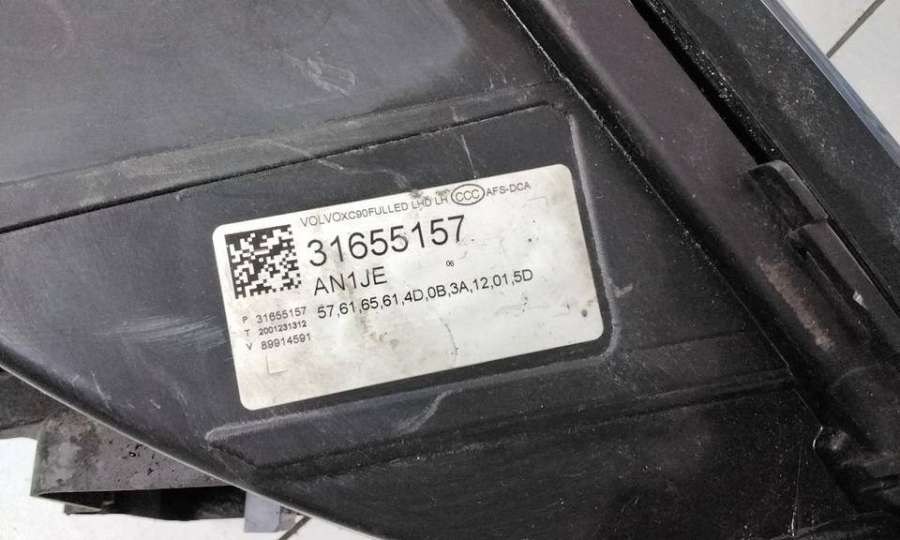 VOLVOXC90FULLED LHD LH CCC AFS-DCA
31655157
AN1JE 06
57,61,65,61,4D,0B,3A,12,01,5D
P 31655157
T 2001231312
V 89914591